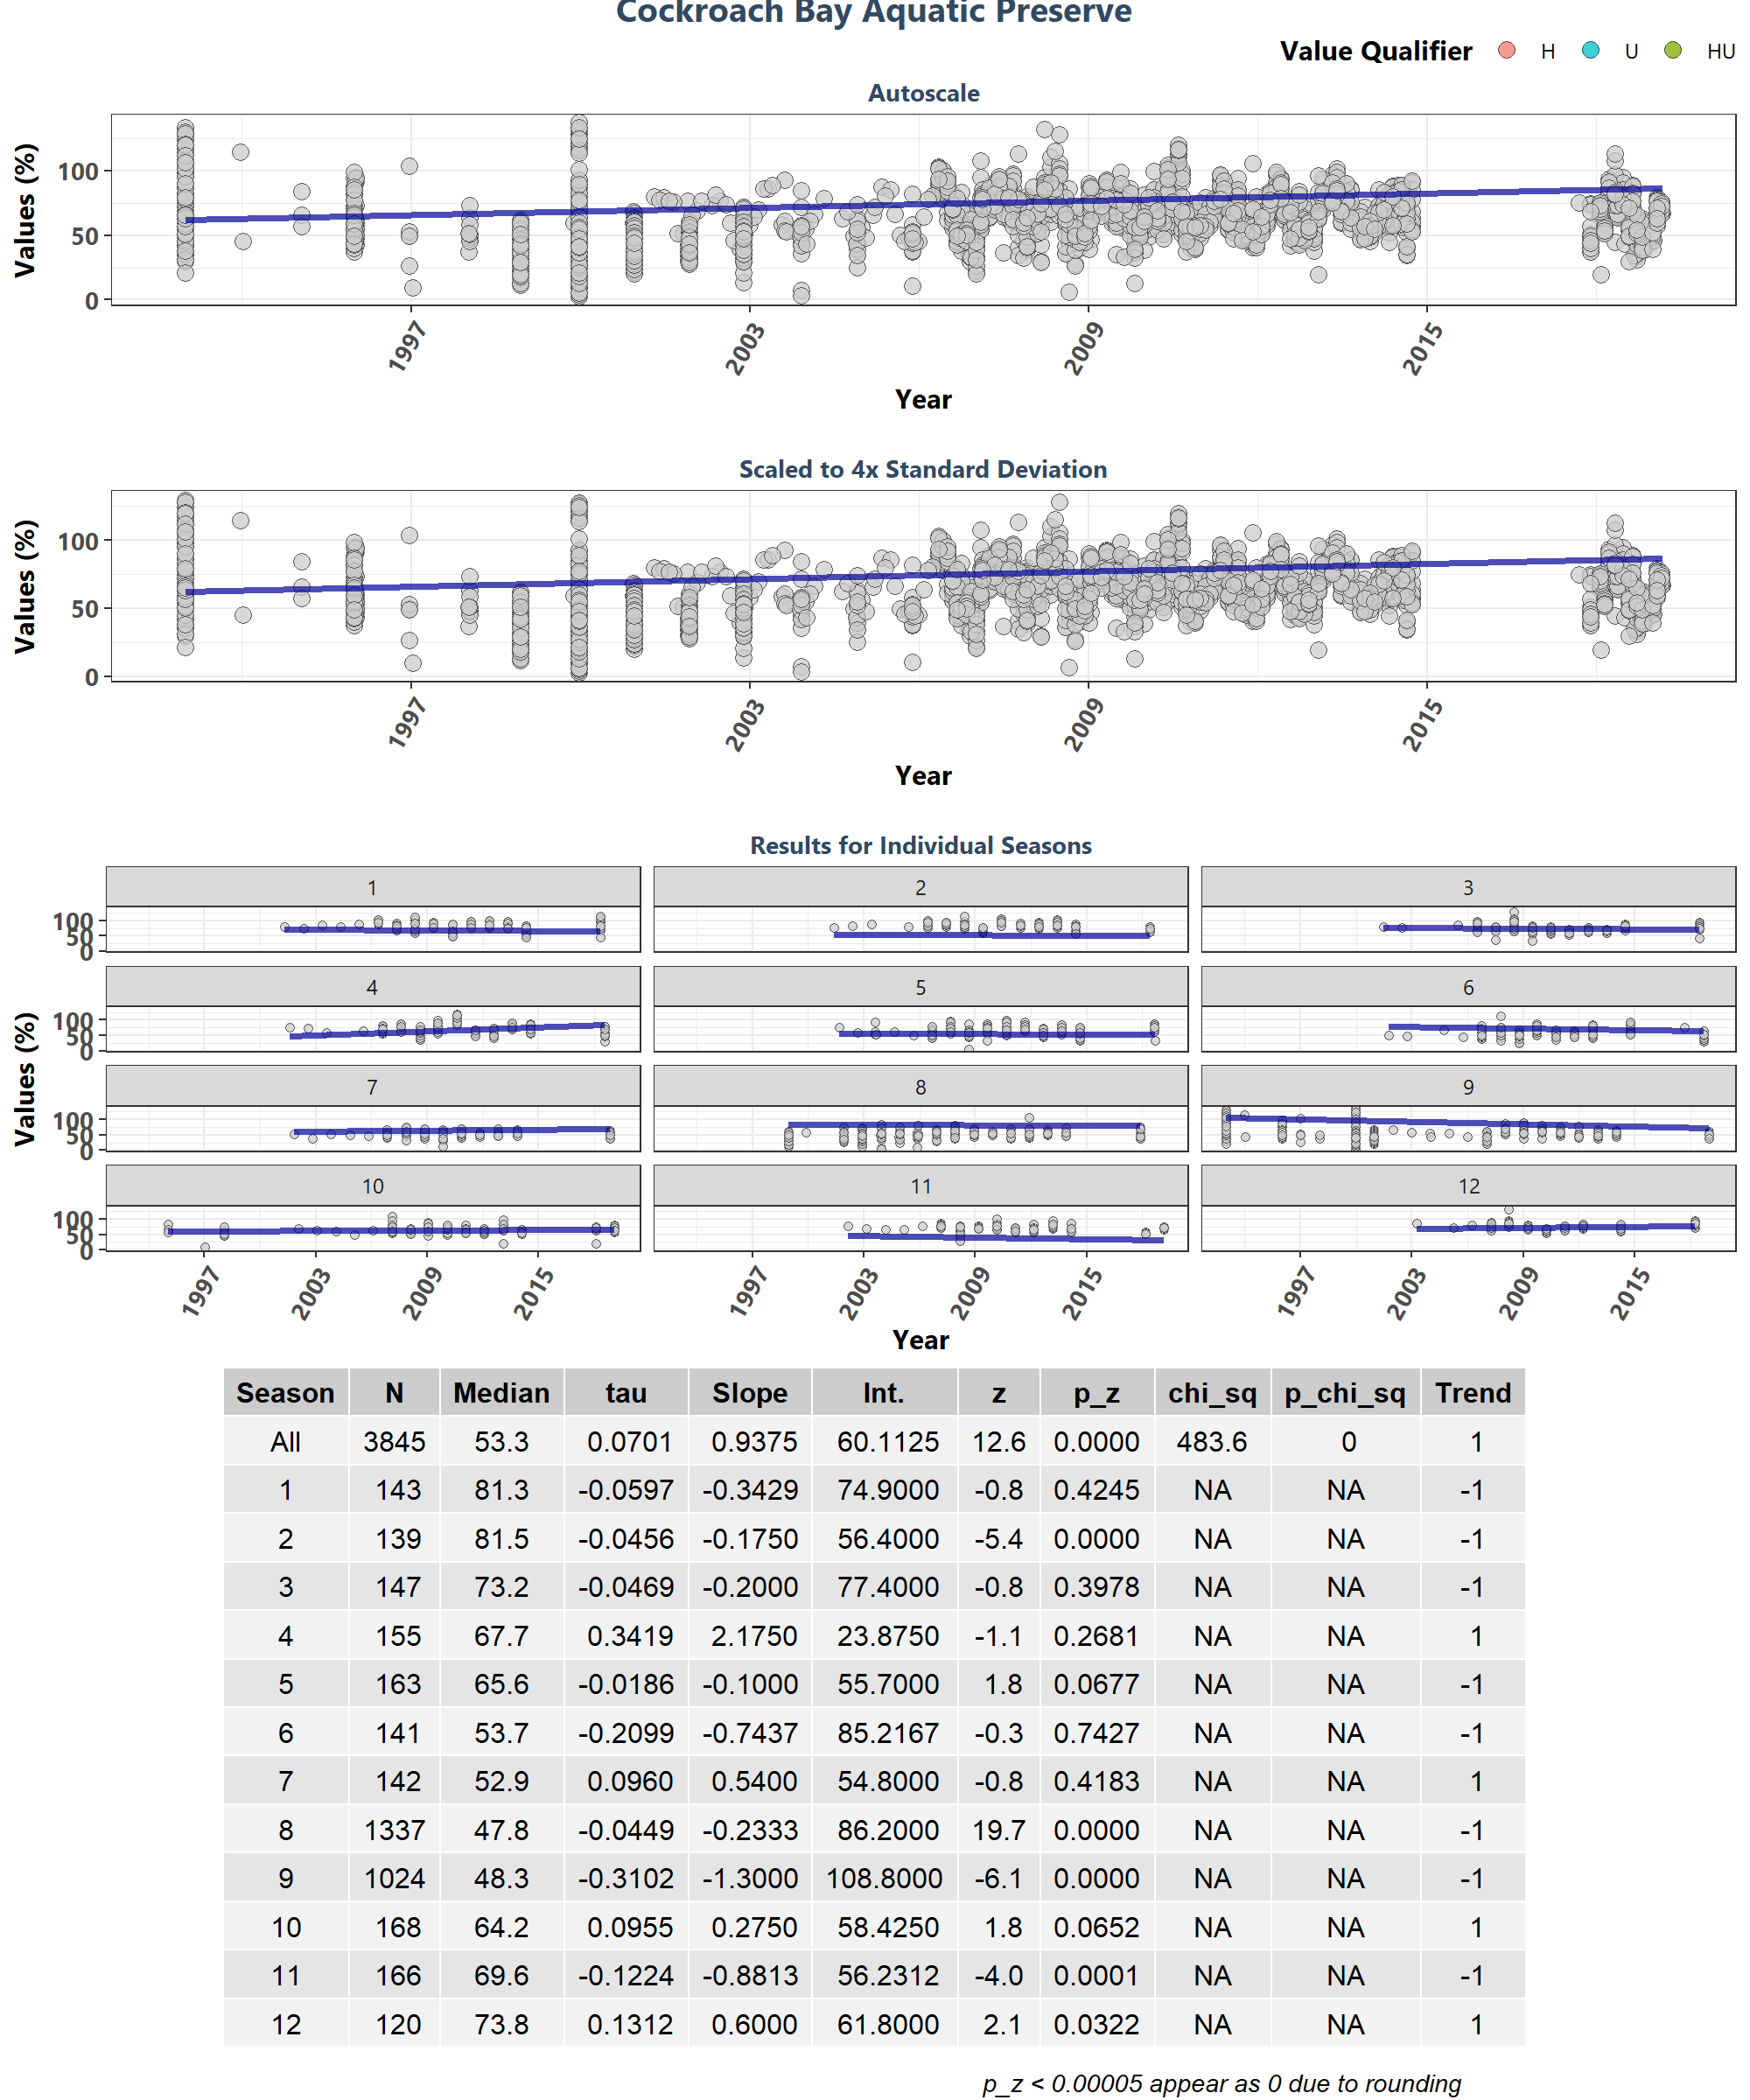 Cockroach Bay Aquatic Preserve
Value Qualifier H U HU
Autoscale
Values (%)
100
50
0
1997 2003 2009 2015
Year
Scaled to 4x Standard Deviation
Values (%)
100
50
0
1997 2003 2009 2015
Year
Results for Individual Seasons
Values (%)
1 2 3
100
50
0
4 5 6
100
50
0
7 8 9
100
50
0
10 11 12
100
50
0
1997 2003 2009 2015 1997 2003 2009 2015 1997 2003 2009 2015
Year
Season N Median tau Slope Int. z p_z chi_sq p_chi_sq Trend
All 3845 53.3 0.0701 0.9375 60.1125 12.6 0.0000 483.6 0 1
1 143 81.3 -0.0597 -0.3429 74.9000 -0.8 0.4245 NA NA -1
2 139 81.5 -0.0456 -0.1750 56.4000 -5.4 0.0000 NA NA -1
3 147 73.2 -0.0469 -0.2000 77.4000 -0.8 0.3978 NA NA -1
4 155 67.7 0.3419 2.1750 23.8750 -1.1 0.2681 NA NA 1
5 163 65.6 -0.0186 -0.1000 55.7000 1.8 0.0677 NA NA -1
6 141 53.7 -0.2099 -0.7437 85.2167 -0.3 0.7427 NA NA -1
7 142 52.9 0.0960 0.5400 54.8000 -0.8 0.4183 NA NA 1
8 1337 47.8 -0.0449 -0.2333 86.2000 19.7 0.0000 NA NA -1
9 1024 48.3 -0.3102 -1.3000 108.8000 -6.1 0.0000 NA NA -1
10 168 64.2 0.0955 0.2750 58.4250 1.8 0.0652 NA NA 1
11 166 69.6 -0.1224 -0.8813 56.2312 -4.0 0.0001 NA NA -1
12 120 73.8 0.1312 0.6000 61.8000 2.1 0.0322 NA NA 1
p_z < 0.00005 appear as 0 due to rounding